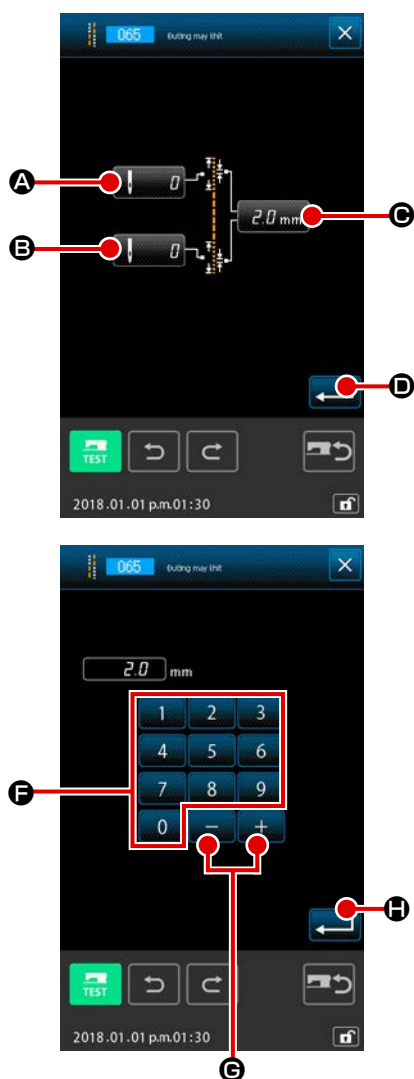 065 Đường may khít
A 0
C 2.0 mm
B 0
D
TEST
2018.01.01 p.m.01:30
065 Đường may khít
2.0 mm
1 2 3
4 5 6
F 7 8 9
0 − +
H
TEST
2018.01.01 p.m.01:30
G